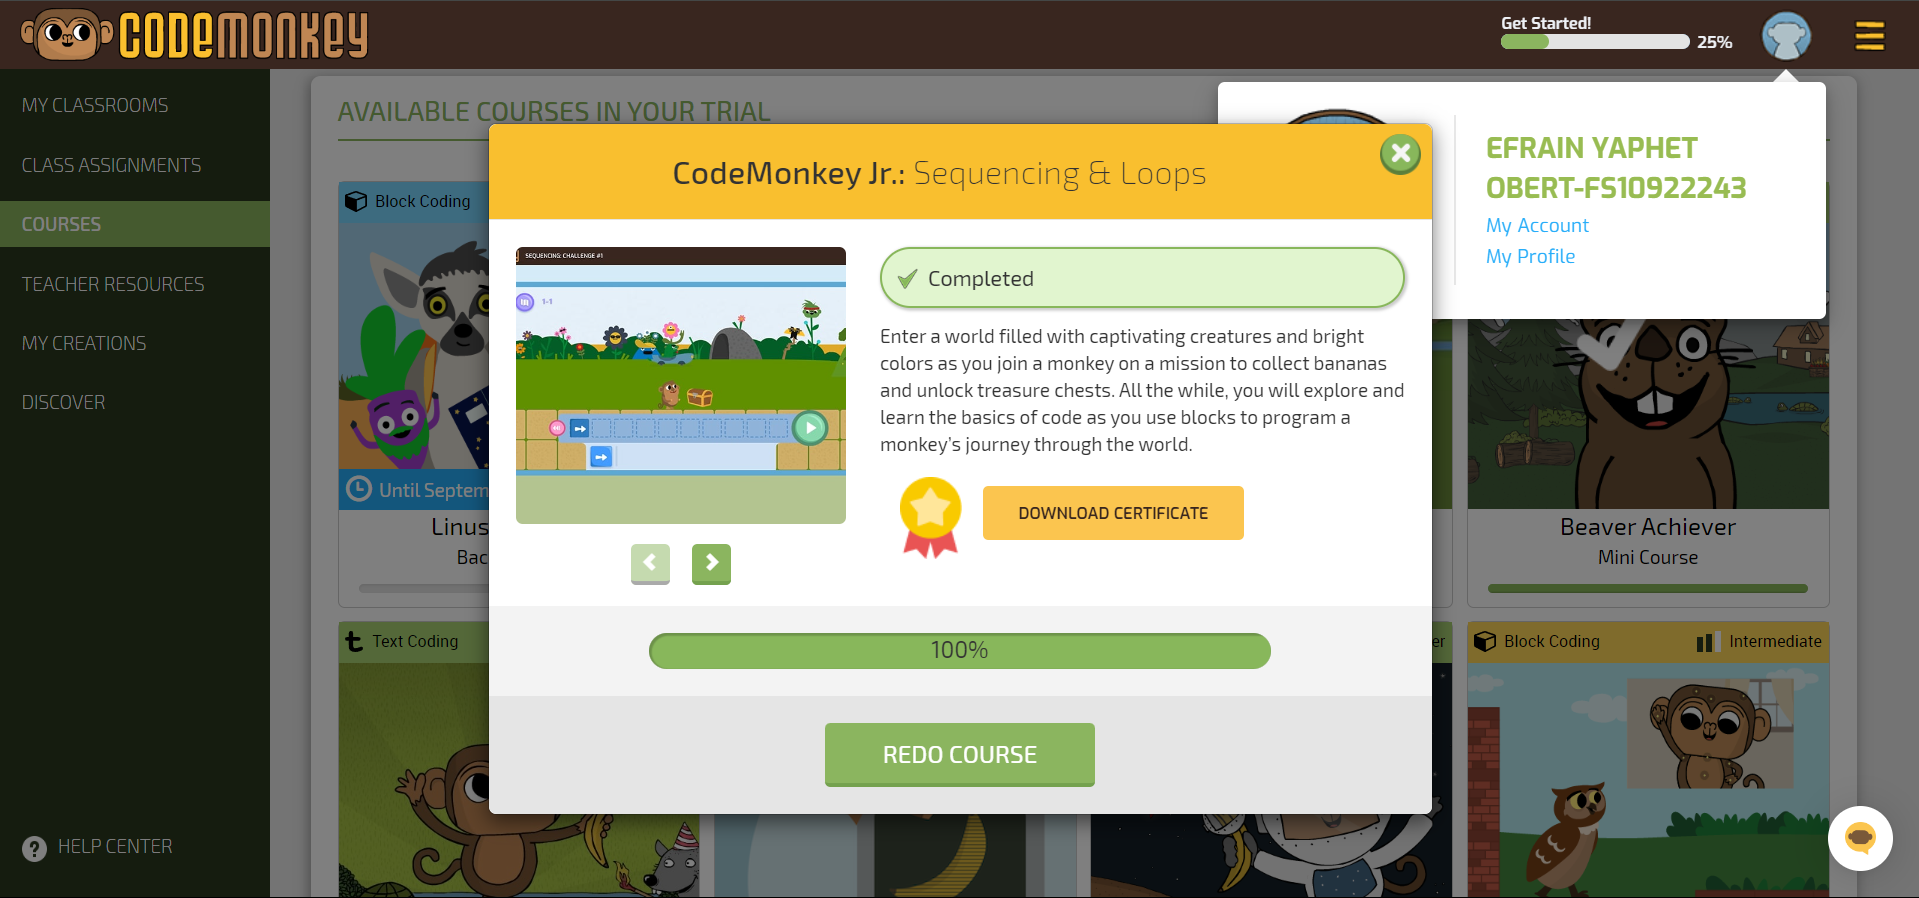 CODEMONKEY
Get Started!
25%
MY CLASSROOMS
CLASS ASSIGNMENTS
COURSES
TEACHER RESOURCES
MY CREATIONS
DISCOVER
HELP CENTER
AVAILABLE COURSES IN YOUR TRIAL
EFRAIN YAPHET
OBERT-FS10922243
My Account
My Profile
Block Coding
Until Septem
Linus
Bac
CodeMonkey Jr.: Sequencing & Loops
SEQUENCING: CHALLENGE #1
1-1
Completed
Enter a world filled with captivating creatures and bright
colors as you join a monkey on a mission to collect bananas
and unlock treasure chests. All the while, you will explore and
learn the basics of code as you use blocks to program a
monkey's journey through the world.
DOWNLOAD CERTIFICATE
100%
REDO COURSE
Beaver Achiever
Mini Course
t Text Coding
er
Block Coding
Intermediate